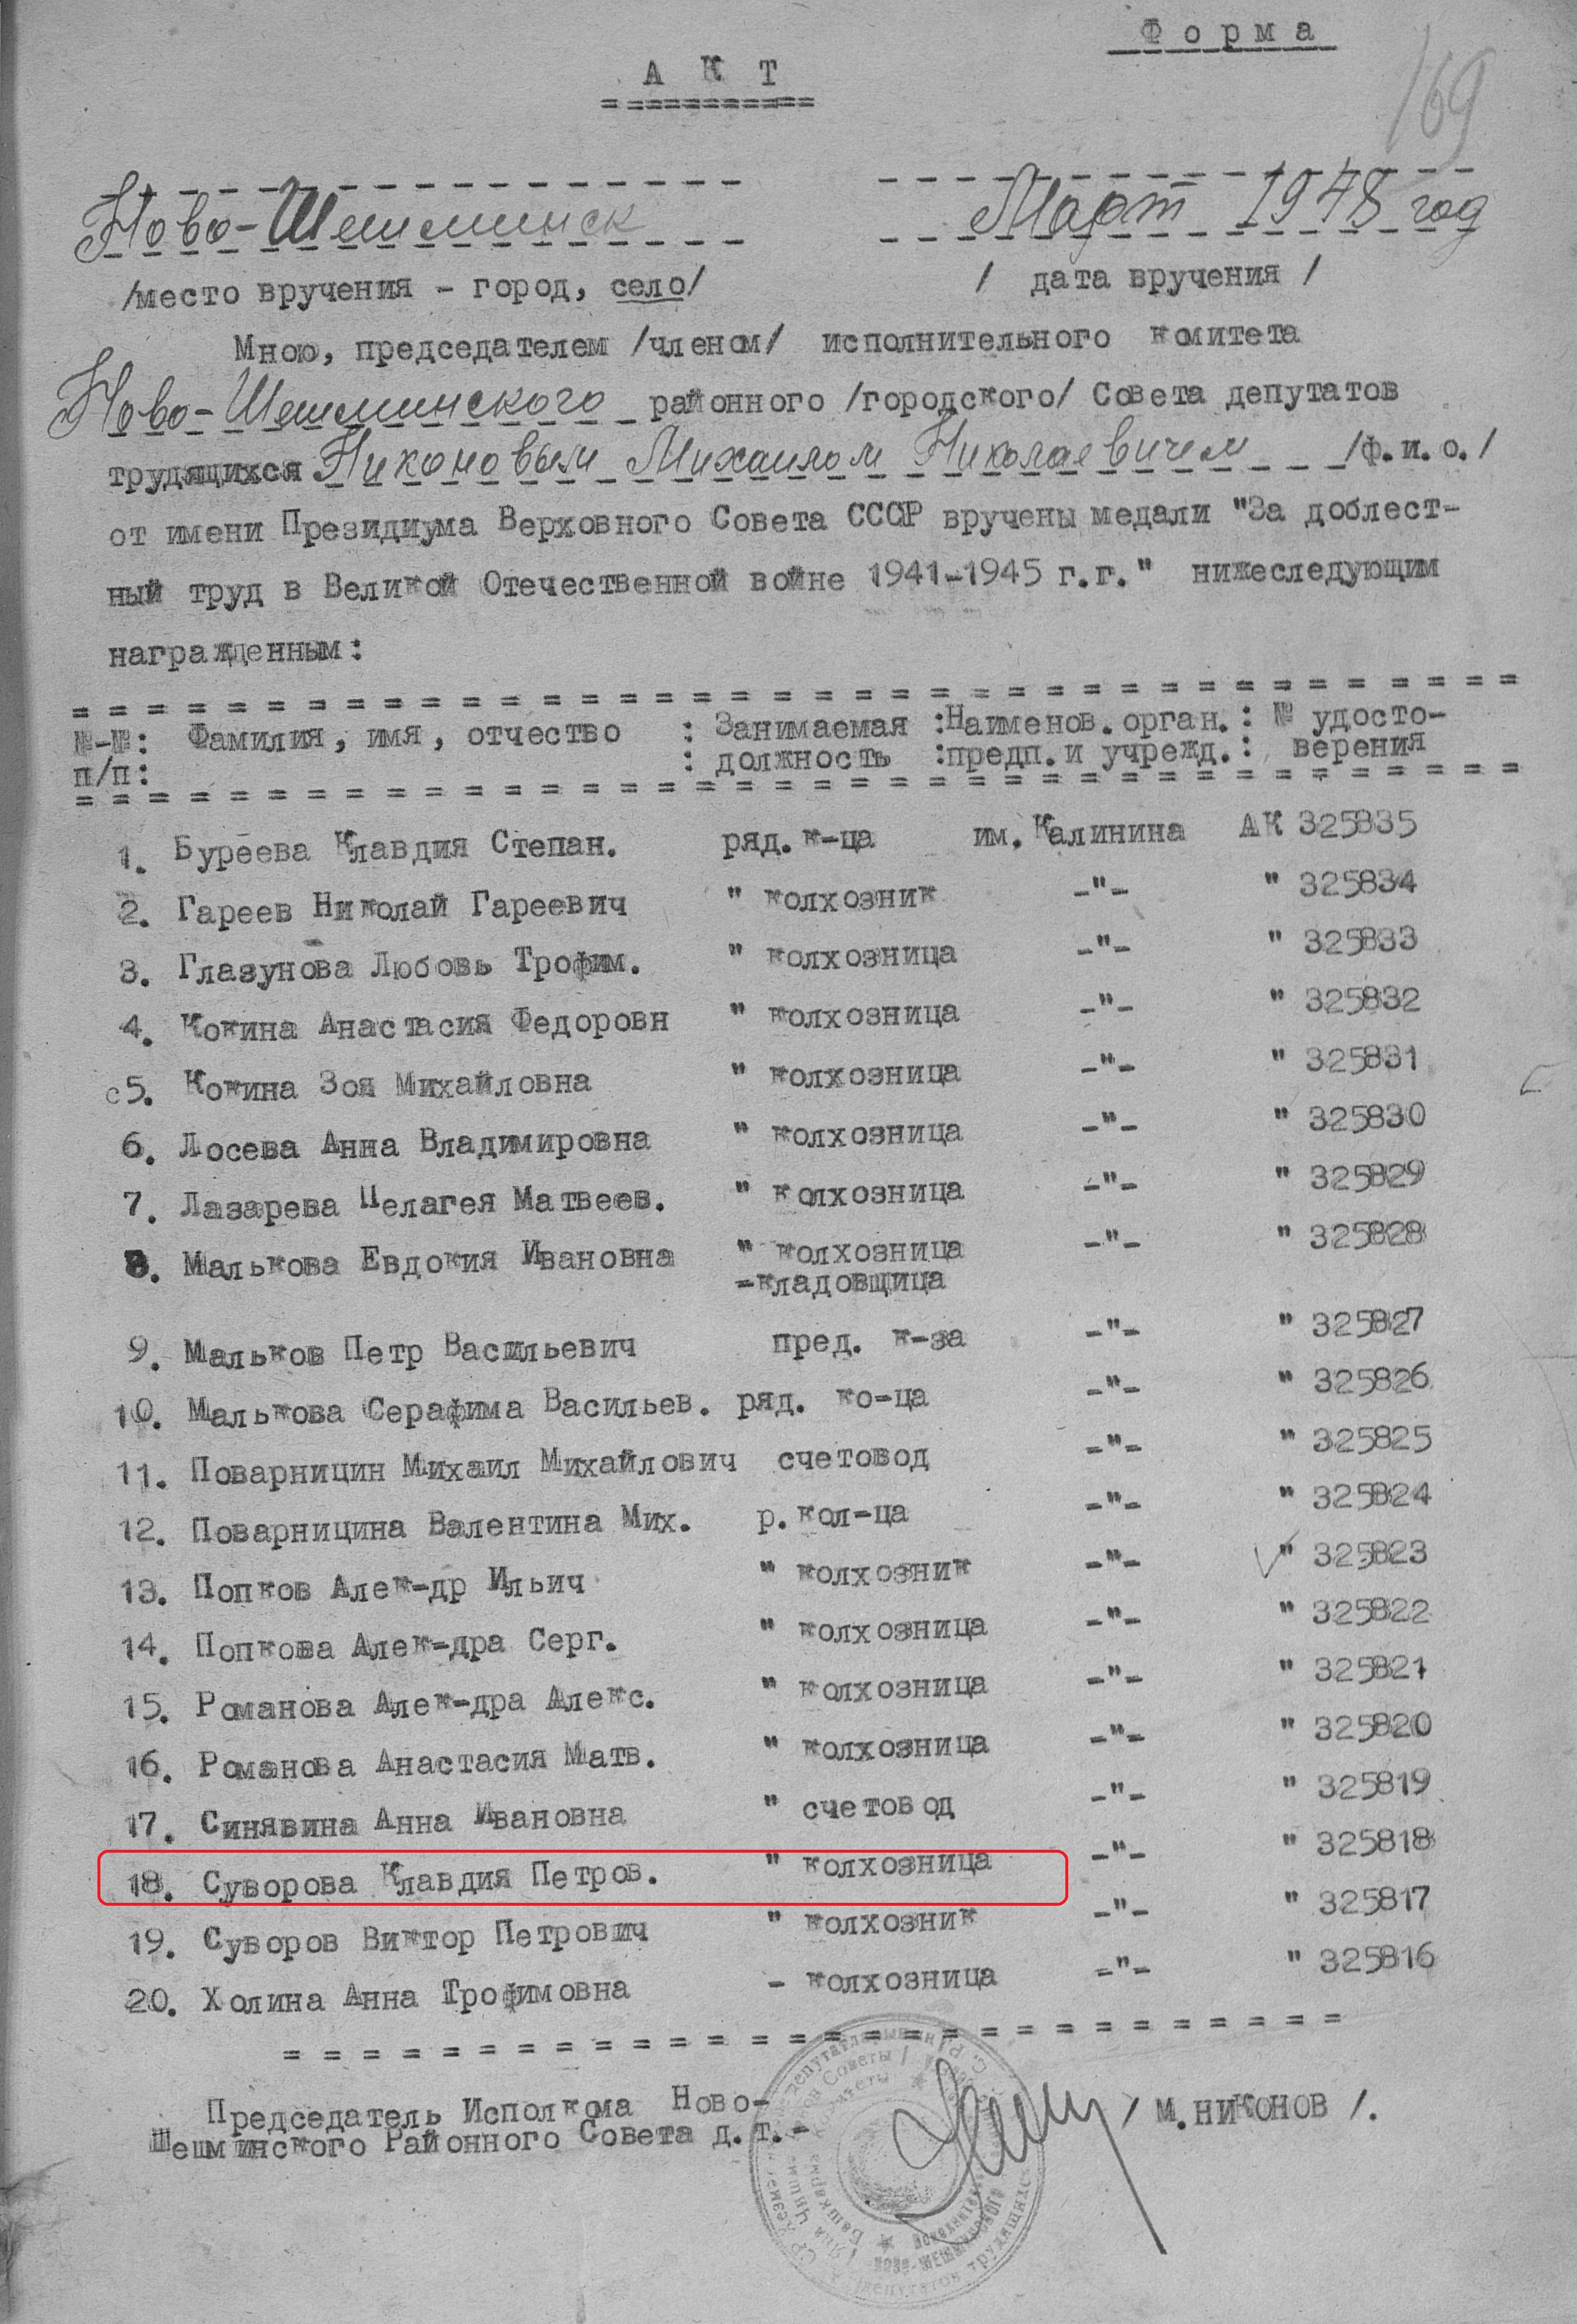 Форма
169
АКТ
Ново-Шешминск Март 1948 год
/место вручения - город, село/ / дата вручения /
Мною, председателем /членом/ исполнительного комитета
Ново-Шешминского районного /городского/ Совета депутатов
трудящихся Никоновым Михаилом Николаевичем /ф.и.о./
от имени Президиума Верховного Совета СССР вручены медали "За доблест-
ный труд в Великой Отечественной войне 1941-1945 г.г." нижеследующим
награжденным:
№-№: Фамилия, имя, отчество : Занимаемая :Наименов.орган.: № удосто-
п/п: : должность :предп.и учрежд.: верения
1. Буреева Клавдия Степан. ряд. к-ца им. Калинина АК 325835
2. Гареев Николай Гареевич " колхозник -"- " 325834
3. Глазунова Любовь Трофим. " колхозница -"- " 325833
4. Кокина Анастасия Федоровн " колхозница -"- " 325832
с5. Кокина Зоя Михайловна " колхозница -"- " 325831
6. Лосева Анна Владимировна " колхозница -"- " 325830
7. Лазарева Пелагея Матвеев. " колхозница -"- " 325829
8. Малькова Евдокия Ивановна " колхозница -"- " 325828
-кладовщица
9. Мальков Петр Васильевич пред. к-за -"- " 325827
10. Малькова Серафима Васильев. ряд. ко-ца -"- " 325826
11. Поварницин Михаил Михайлович счетовод -"- " 325825
12. Поварницина Валентина Мих. р.кол-ца -"- " 325824
13. Попков Алек-др Ильич " колхозник -"- " 325823
14. Попкова Алек-дра Серг. " колхозница -"- " 325822
15. Романова Алек-дра Алекс. " колхозница -"- " 325821
16. Романова Анастасия Матв. " колхозница -"- " 325820
17. Синявина Анна Ивановна " счетовод -"- " 325819
18. Суворова Клавдия Петров. " колхозница -"- " 325818
19. Суворов Виктор Петрович " колхозник -"- " 325817
20. Холина Анна Трофимовна - колхозница -"- " 325816
Председатель Исполкома Ново-
Шешминского Районного Совета д.т.- / М.НИКОНОВ /.